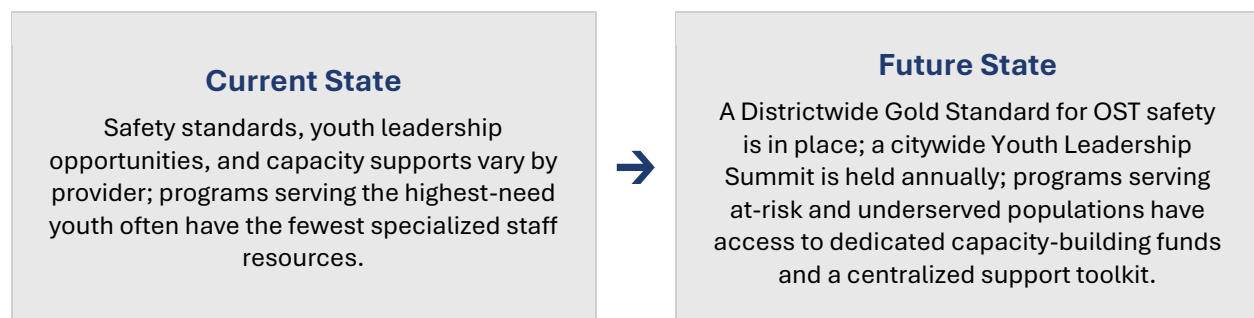 Current State
Safety standards, youth leadership
opportunities, and capacity supports vary by
provider; programs serving the highest-need
youth often have the fewest specialized staff
resources.
→
Future State
A Districtwide Gold Standard for OST safety
is in place; a citywide Youth Leadership
Summit is held annually; programs serving
at-risk and underserved populations have
access to dedicated capacity-building funds
and a centralized support toolkit.